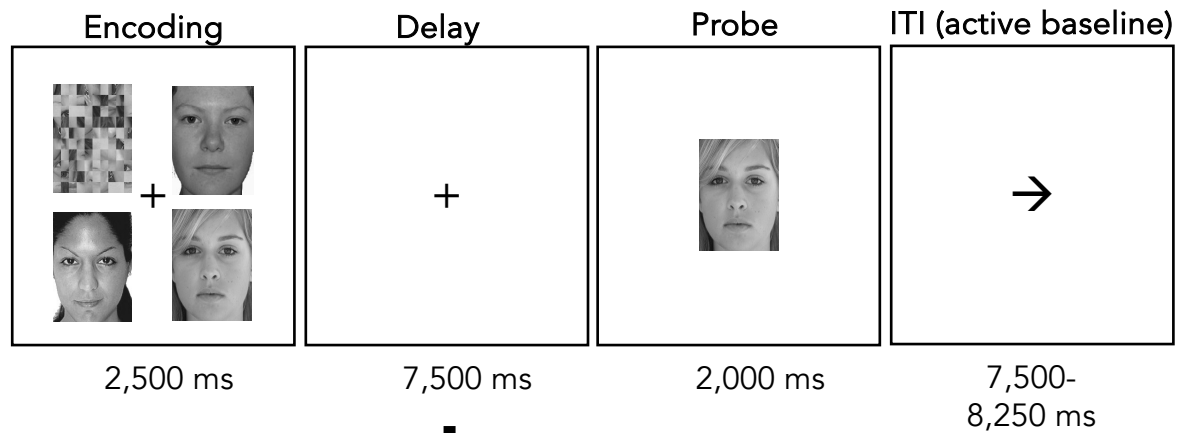 Encoding
Delay
Probe
ITI (active baseline)
2,500 ms
7,500 ms
2,000 ms
7,500-
8,250 ms